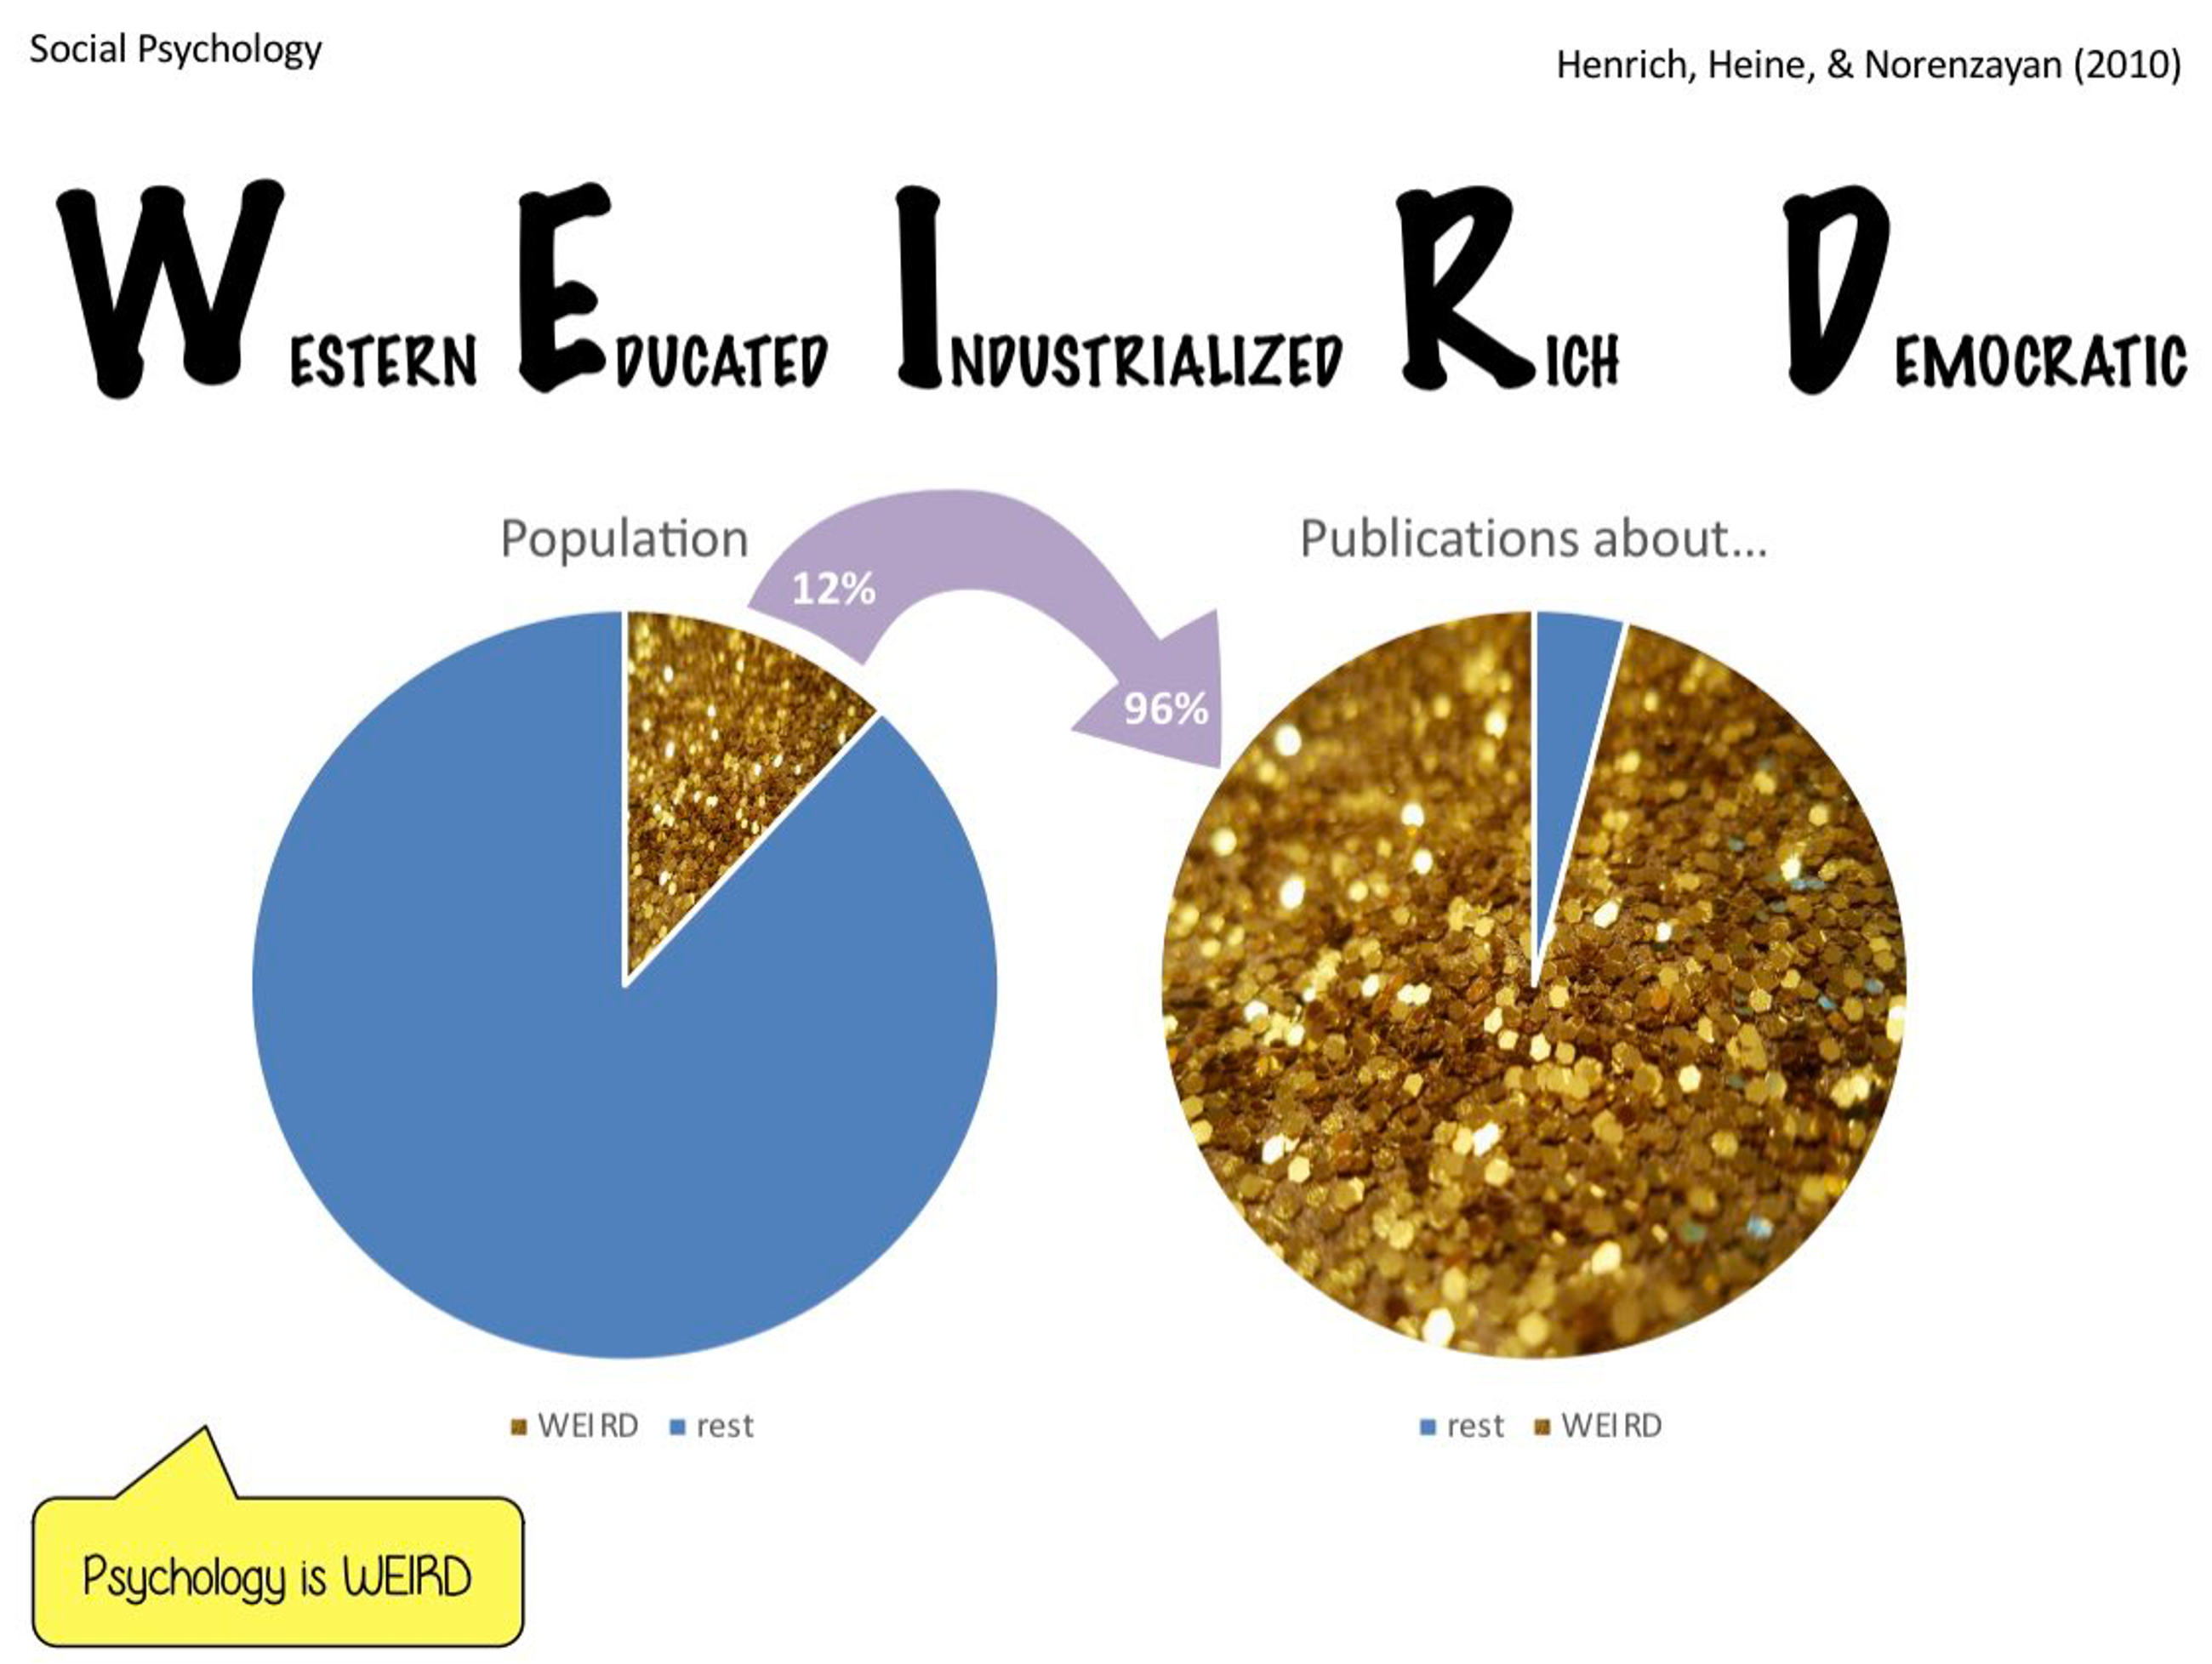 Social Psychology
Henrich, Heine, & Norenzayan (2010)
WESTERN EDUCATED INDUSTRIALIZED RICH DEMOCRATIC
Population
Publications about...
12%
96%
WEIRD rest
rest WEIRD
Psychology is WEIRD